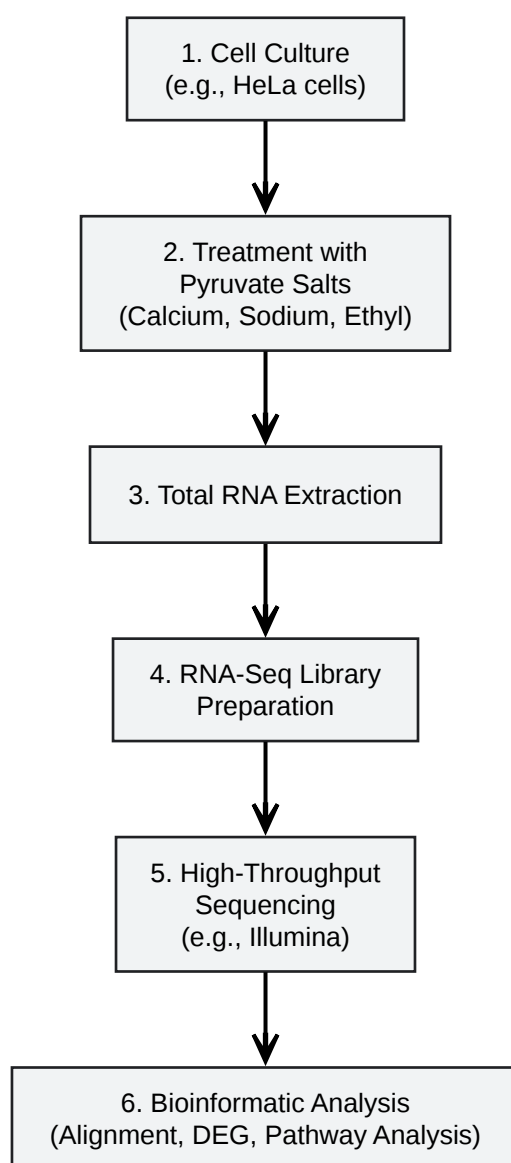 1. Cell Culture
(e.g., HeLa cells)
2. Treatment with
Pyruvate Salts
(Calcium, Sodium, Ethyl)
3. Total RNA Extraction
4. RNA-Seq Library
Preparation
5. High-Throughput
Sequencing
(e.g., Illumina)
6. Bioinformatic Analysis
(Alignment, DEG, Pathway Analysis)